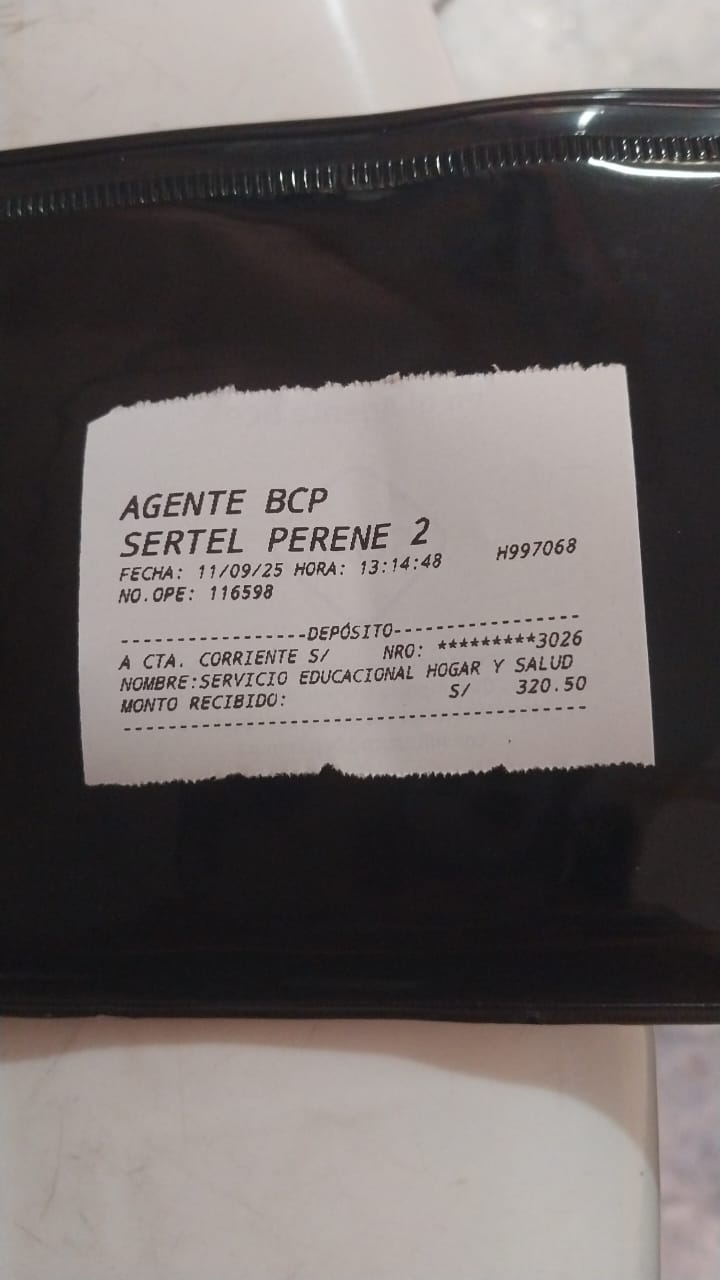 AGENTE BCP
SERTEL PERENE 2
FECHA: 11/09/25 HORA: 13:14:48 H997068
NO.OPE: 116598
------------------DEPÓSITO------------------
A CTA. CORRIENTE S/ NRO: *********3026
NOMBRE:SERVICIO EDUCACIONAL HOGAR Y SALUD
MONTO RECIBIDO: S/ 320.50
---------------------------------------------